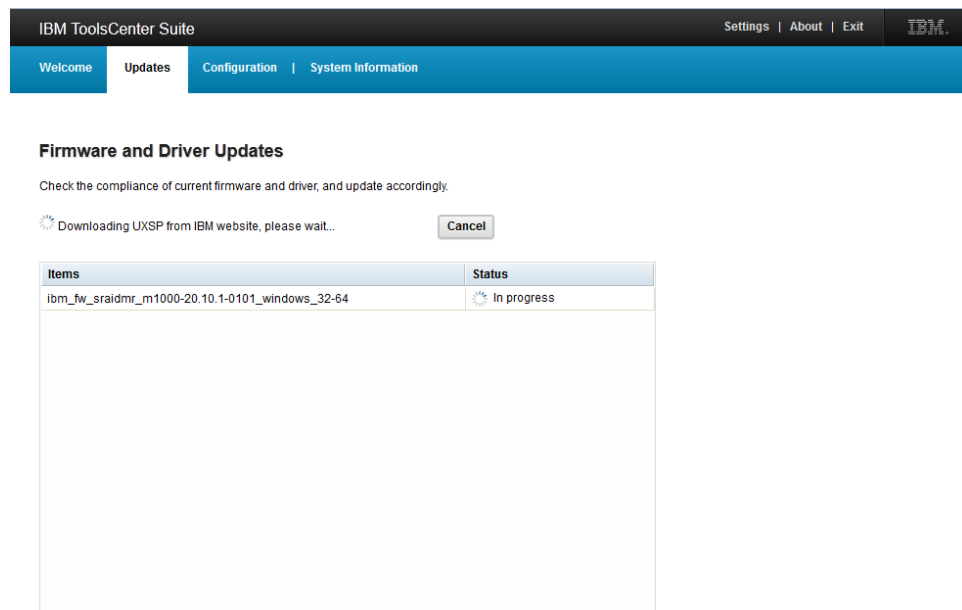 IBM ToolsCenter Suite Settings | About | Exit IBM.
Welcome Updates Configuration | System Information
Firmware and Driver Updates
Check the compliance of current firmware and driver, and update accordingly.
Downloading UXSP from IBM website, please wait... Cancel
Items Status
ibm_fw_sraidmr_m1000-20.10.1-0101_windows_32-64 In progress